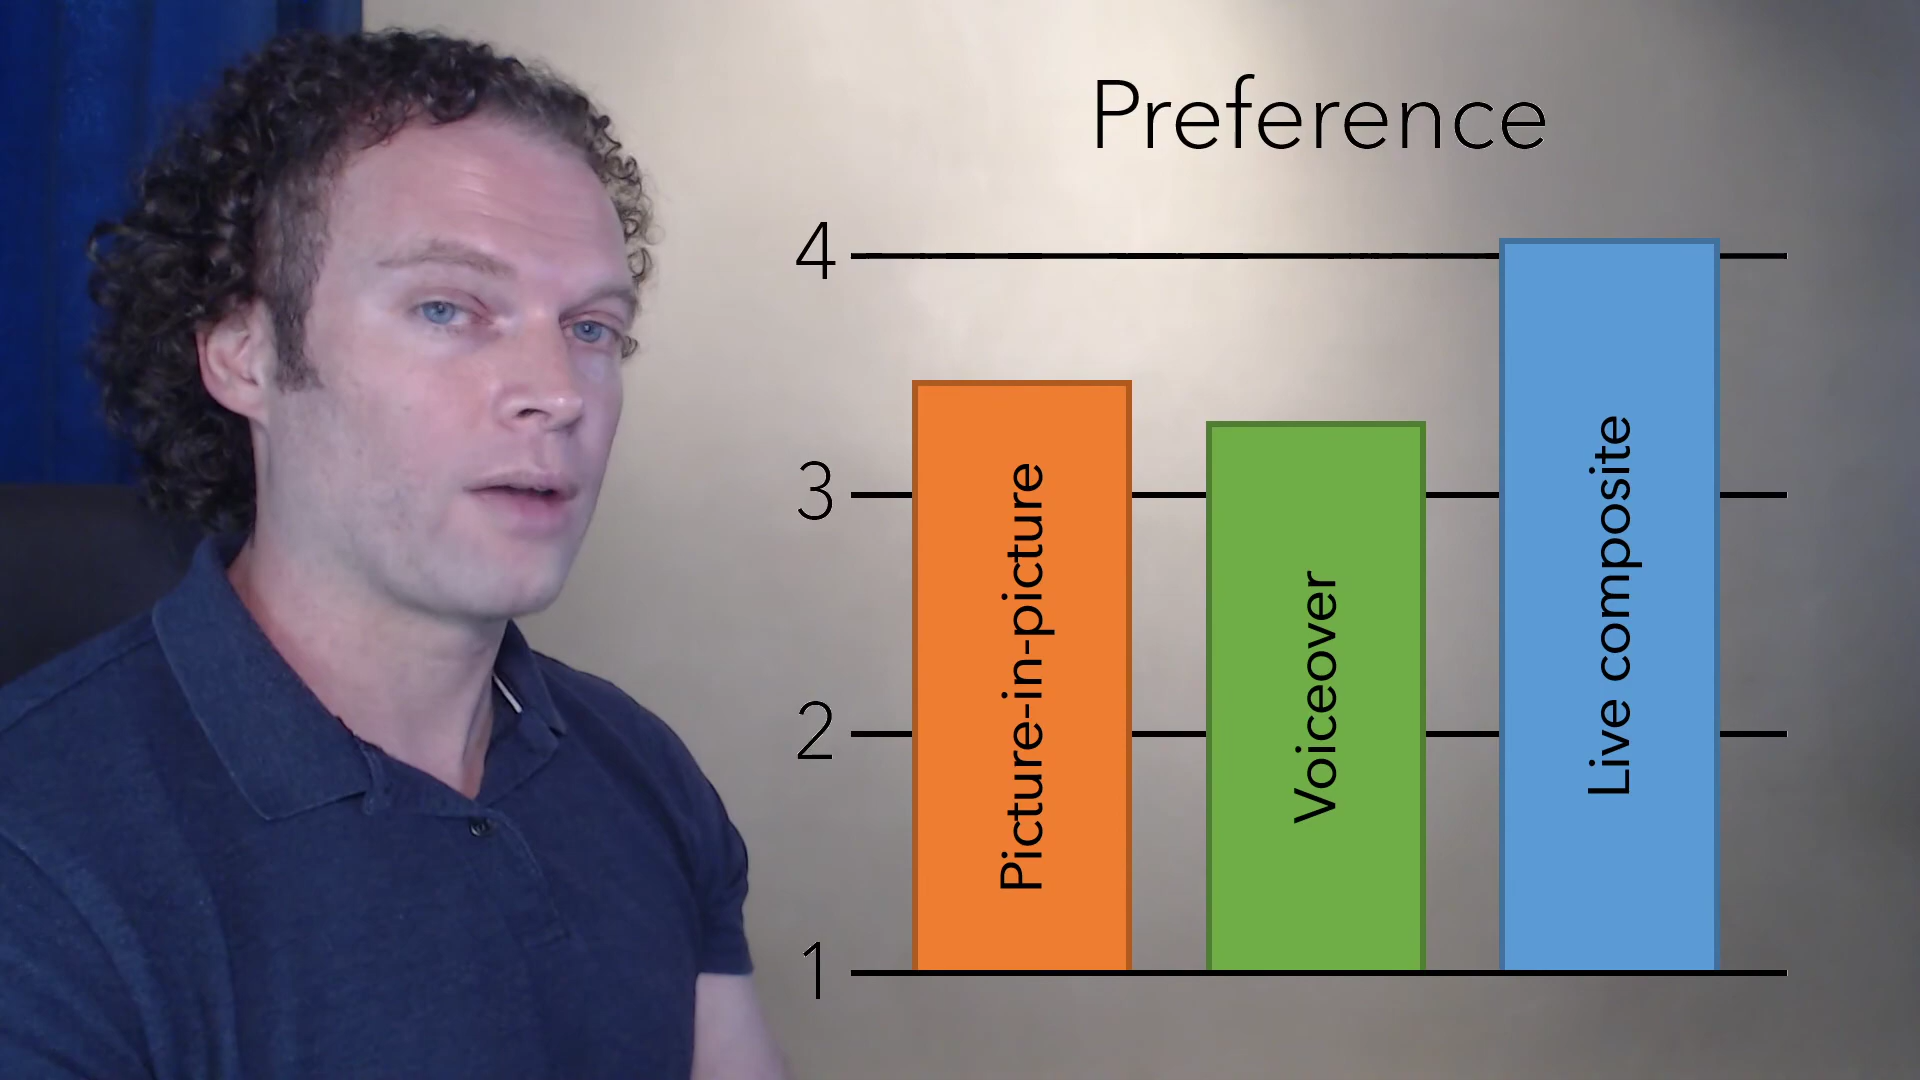 Preference
4
3
2
1
Picture-in-picture
Voiceover
Live composite